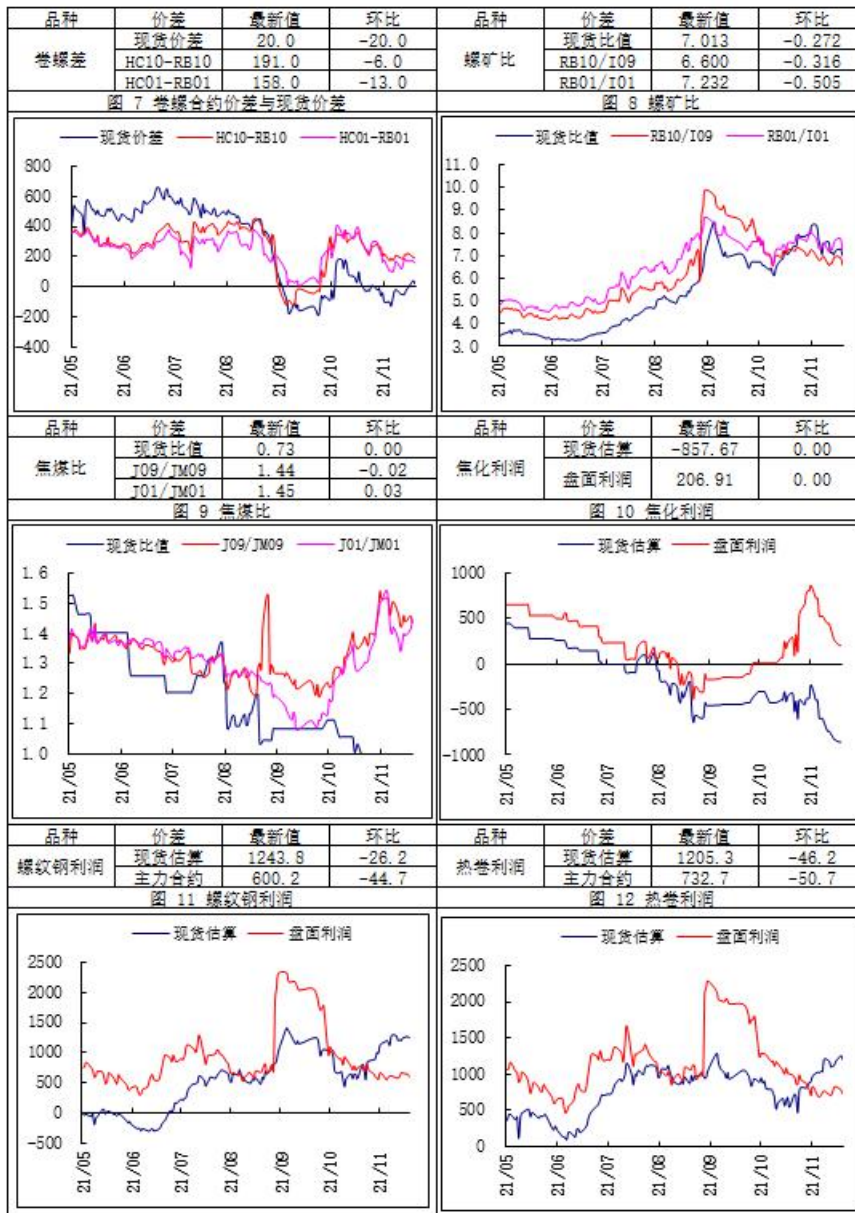 品种 价差 最新值 环比 品种 价差 最新值 环比
卷螺差 现货价差 20.0 -20.0 螺矿比 现货比值 7.013 -0.272
HC10-RB10 191.0 -6.0 RB10/I09 6.600 -0.316
HC01-RB01 158.0 -13.0 RB01/I01 7.232 -0.505
图 7 卷螺合约价差与现货价差 图 8 螺矿比
现货价差 HC10-RB10 HC01-RB01
800
600
400
200
0
-200
-400
21/05 21/06 21/07 21/08 21/09 21/10 21/11
现货比值 RB10/I09 RB01/I01
11.0
10.0
9.0
8.0
7.0
6.0
5.0
4.0
3.0
21/05 21/06 21/07 21/08 21/09 21/10 21/11
品种 价差 最新值 环比 品种 价差 最新值 环比
焦煤比 现货比值 0.73 0.00 焦化利润 现货估算 -857.67 0.00
J09/JM09 1.44 -0.02 盘面利润 206.91 0.00
J01/JM01 1.45 0.03
图 9 焦煤比 图 10 焦化利润
现货比值 J09/JM09 J01/JM01
1.6
1.5
1.4
1.3
1.2
1.1
1.0
21/05 21/06 21/07 21/08 21/09 21/10 21/11
现货估算 盘面利润
1000
500
0
-500
-1000
21/05 21/06 21/07 21/08 21/09 21/10 21/11
品种 价差 最新值 环比 品种 价差 最新值 环比
螺纹钢利润 现货估算 1243.8 -26.2 热卷利润 现货估算 1205.3 -46.2
主力合约 600.2 -44.7 主力合约 732.7 -50.7
图 11 螺纹钢利润 图 12 热卷利润
现货估算 盘面利润
2500
2000
1500
1000
500
0
-500
21/05 21/06 21/07 21/08 21/09 21/10 21/11
现货估算 盘面利润
2500
2000
1500
1000
500
0
21/05 21/06 21/07 21/08 21/09 21/10 21/11